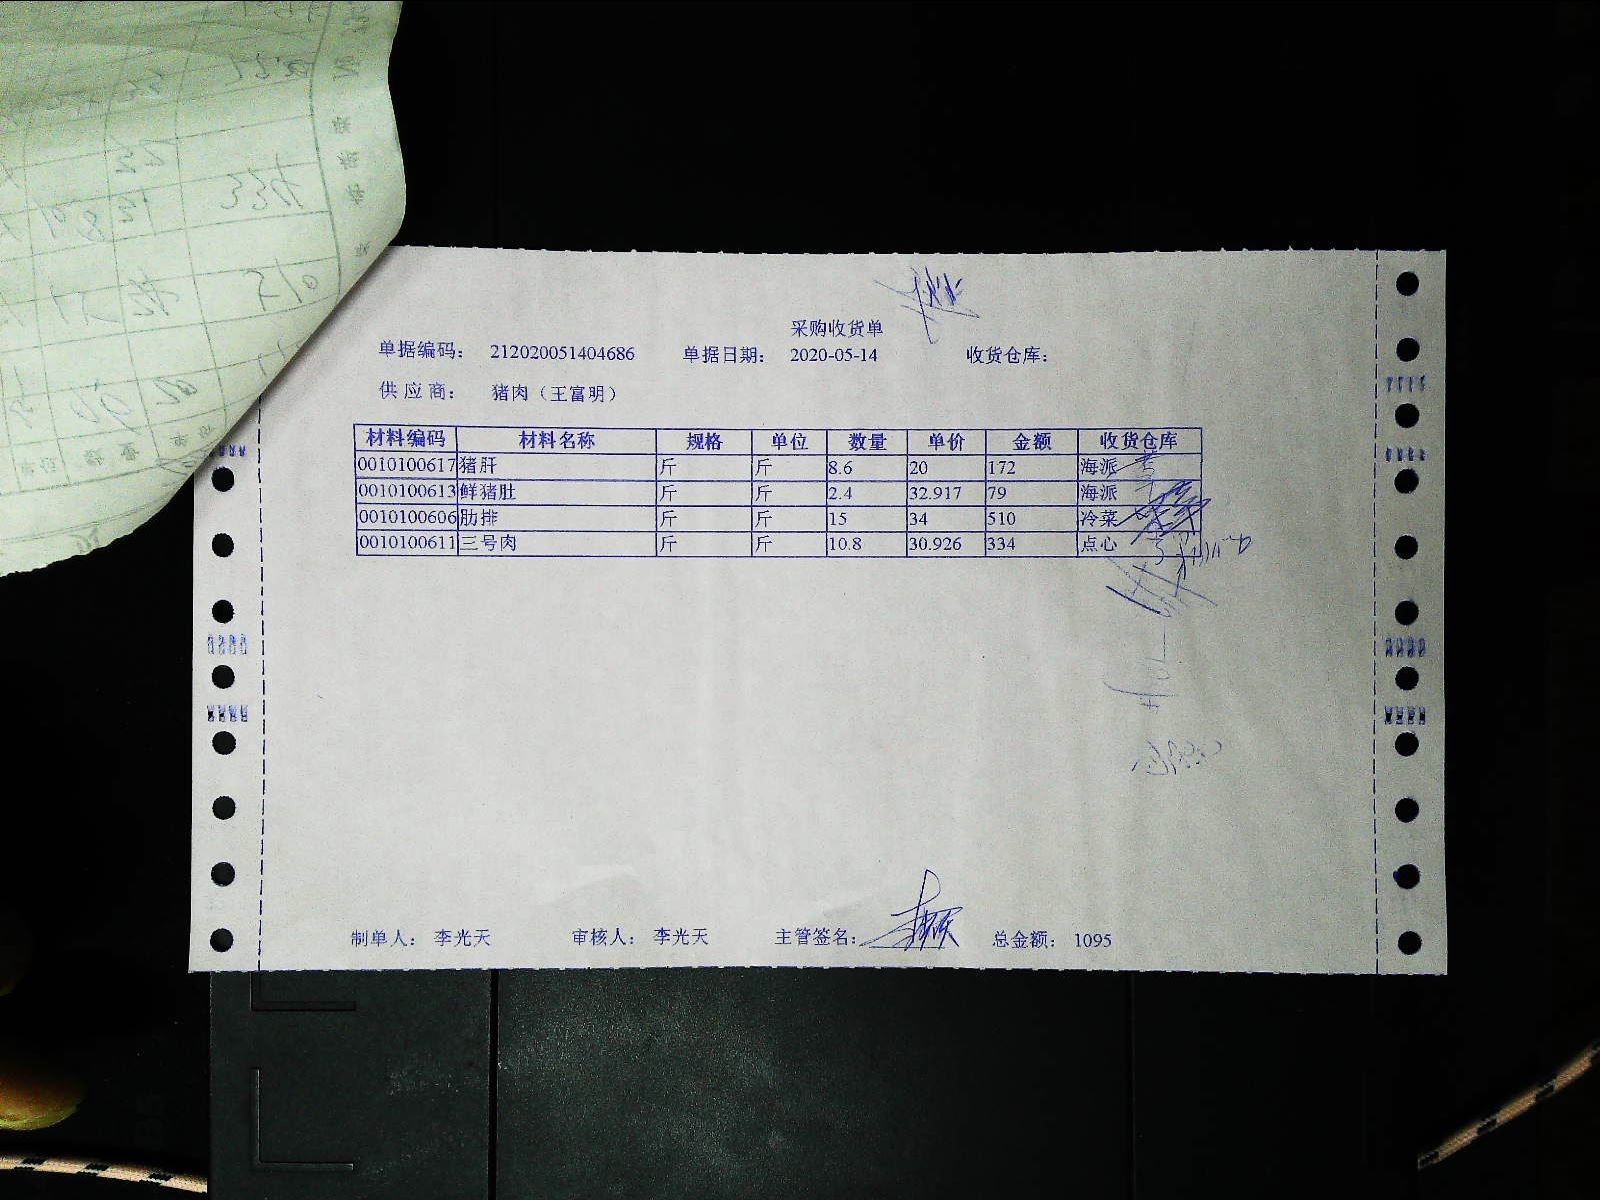 采购收货单
单据编码： 212020051404686 单据日期： 2020-05-14 收货仓库：
供应商： 猪肉（王富明）
材料编码 材料名称 规格 单位 数量 单价 金额 收货仓库
0010100617 猪肝 斤 斤 8.6 20 172 海派
0010100613 鲜猪肚 斤 斤 2.4 32.917 79 海派
0010100606 肋排 斤 斤 15 34 510 冷菜
0010100611 三号肉 斤 斤 10.8 30.926 334 点心
制单人： 李光天 审核人： 李光天 主管签名： 总金额： 1095